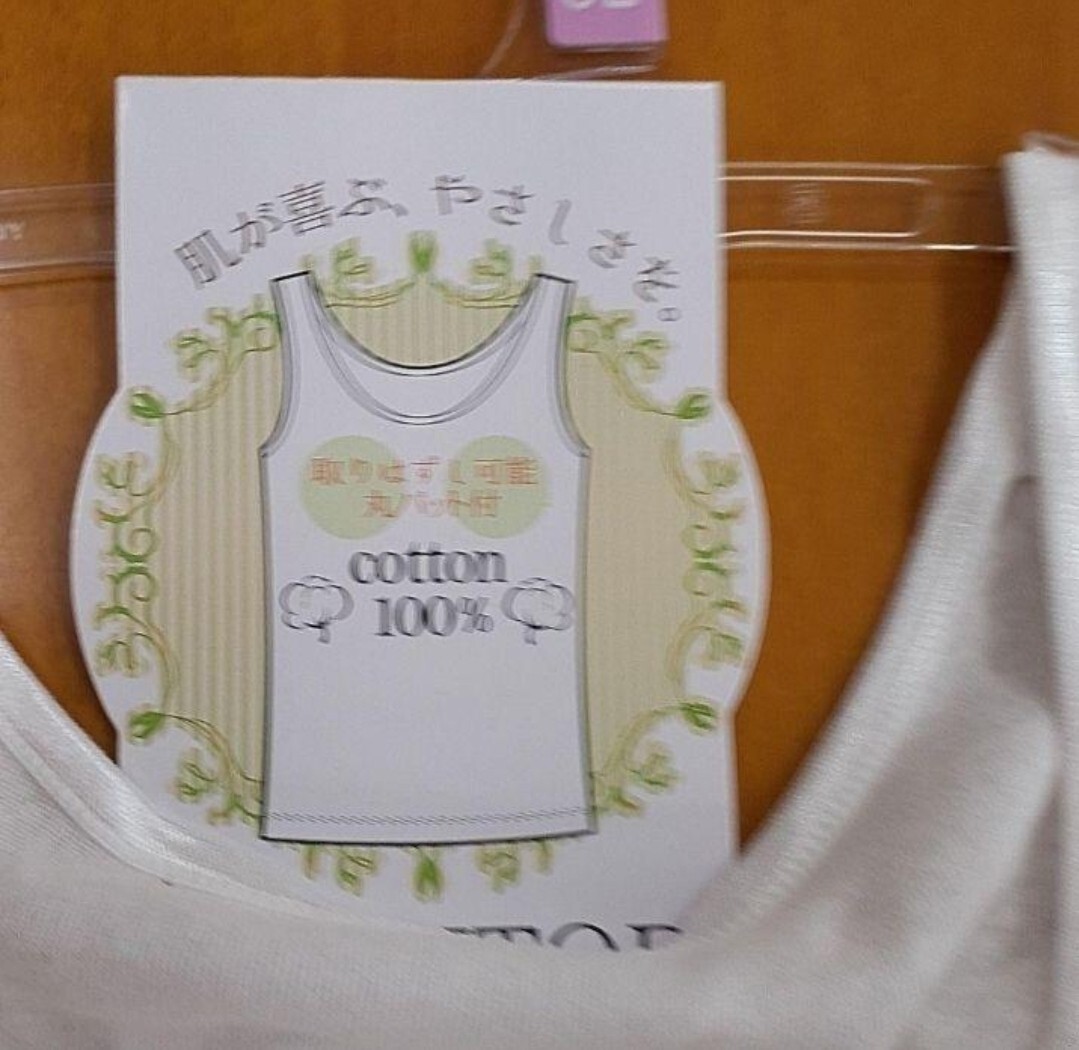 肌が喜ぶ、やさしさを。
取りはずし可能
丸パット付
cotton
100%